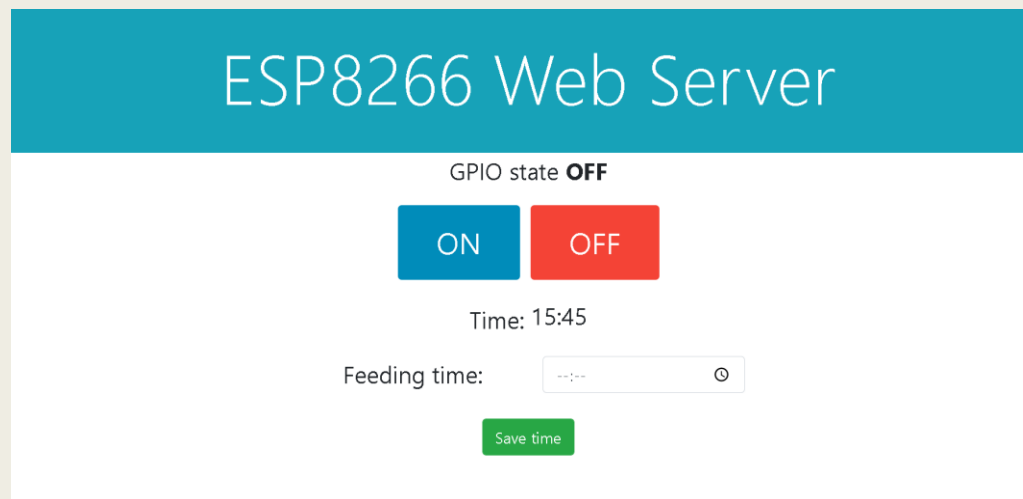 ESP8266 Web Server
GPIO state OFF
ON OFF
Time: 15:45
Feeding time: --:--
Save time